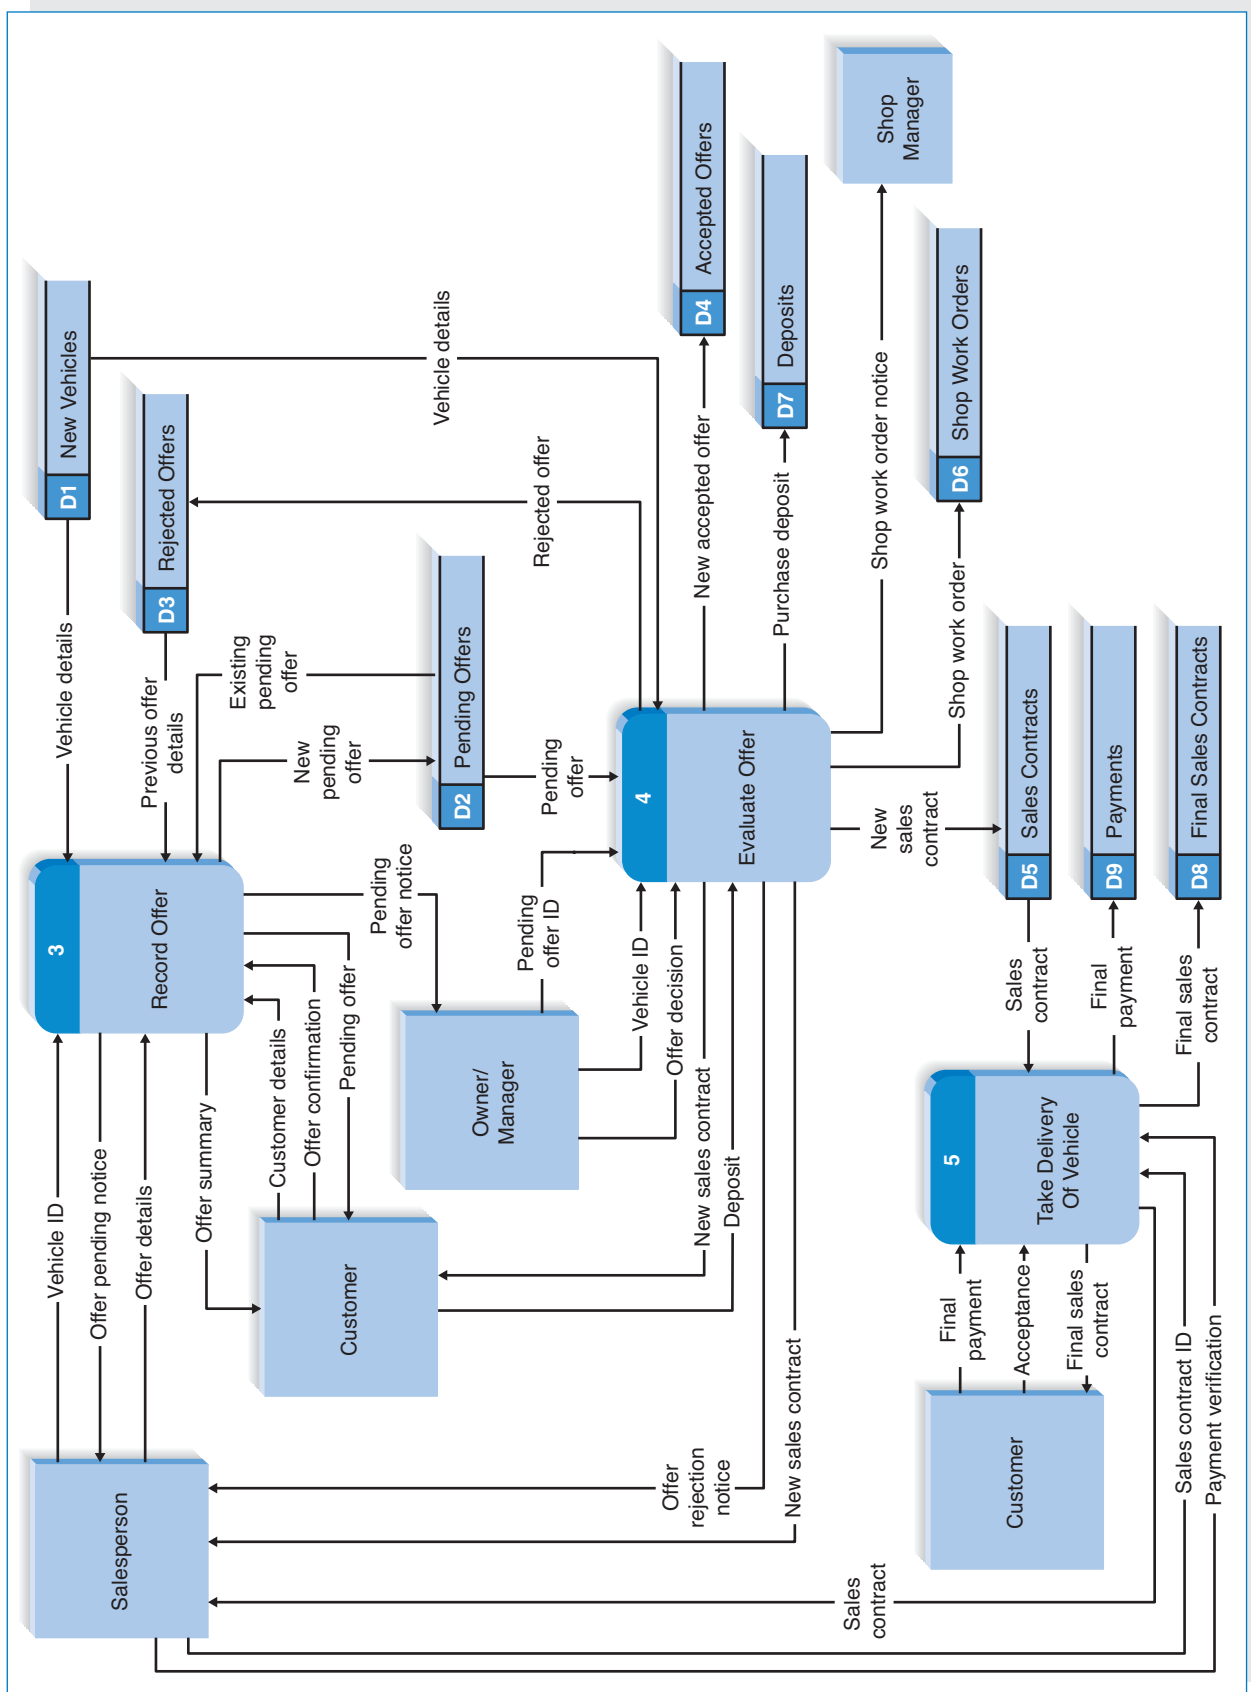 Salesperson
Vehicle ID
Offer pending notice
Offer details
Offer summary
3
Record Offer
Vehicle details
Previous offer
details
Existing
pending
offer
New
pending
offer
D1
New Vehicles
D3
Rejected Offers
Customer
Customer details
Offer confirmation
Pending offer
Pending
offer notice
D2
Pending Offers
Vehicle details
Rejected offer
Owner/
Manager
Pending
offer ID
Pending
offer
Vehicle ID
Offer decision
New sales contract
Deposit
Offer
rejection
notice
New sales contract
4
Evaluate Offer
New accepted offer
D4
Accepted Offers
Purchase deposit
D7
Deposits
Shop work order notice
Shop
Manager
Shop work order
D6
Shop Work Orders
New
sales
contract
D5
Sales Contracts
D9
Payments
D8
Final Sales Contracts
Sales
contract
Final
payment
Final sales
contract
5
Take Delivery
Of Vehicle
Customer
Final
payment
Acceptance
Final sales
contract
Sales
contract
Sales contract ID
Payment verification